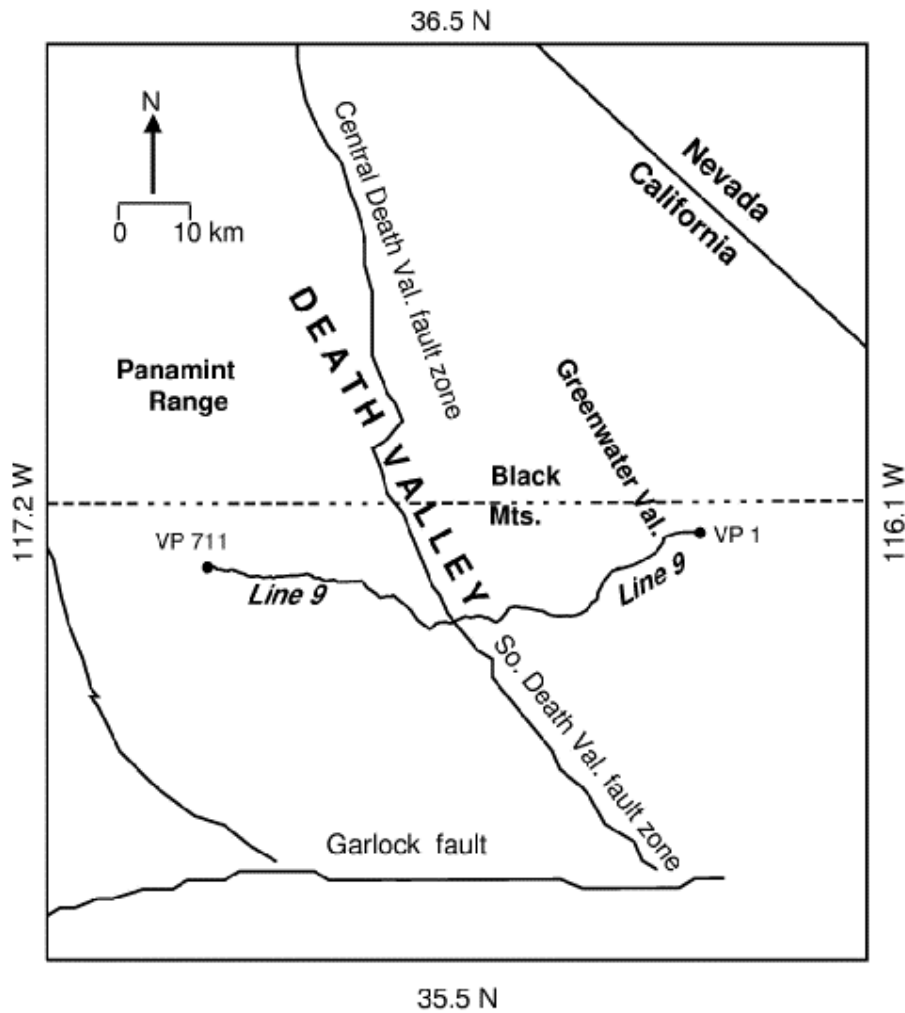 36.5 N
N
0 10 km
Nevada
California
Central Death Val. fault zone
DEATH VALLEY
Panamint
Range
Greenwater Val.
Black
Mts.
117.2 W
116.1 W
VP 711
VP 1
Line 9
Line 9
So. Death Val. fault zone
Garlock fault
35.5 N